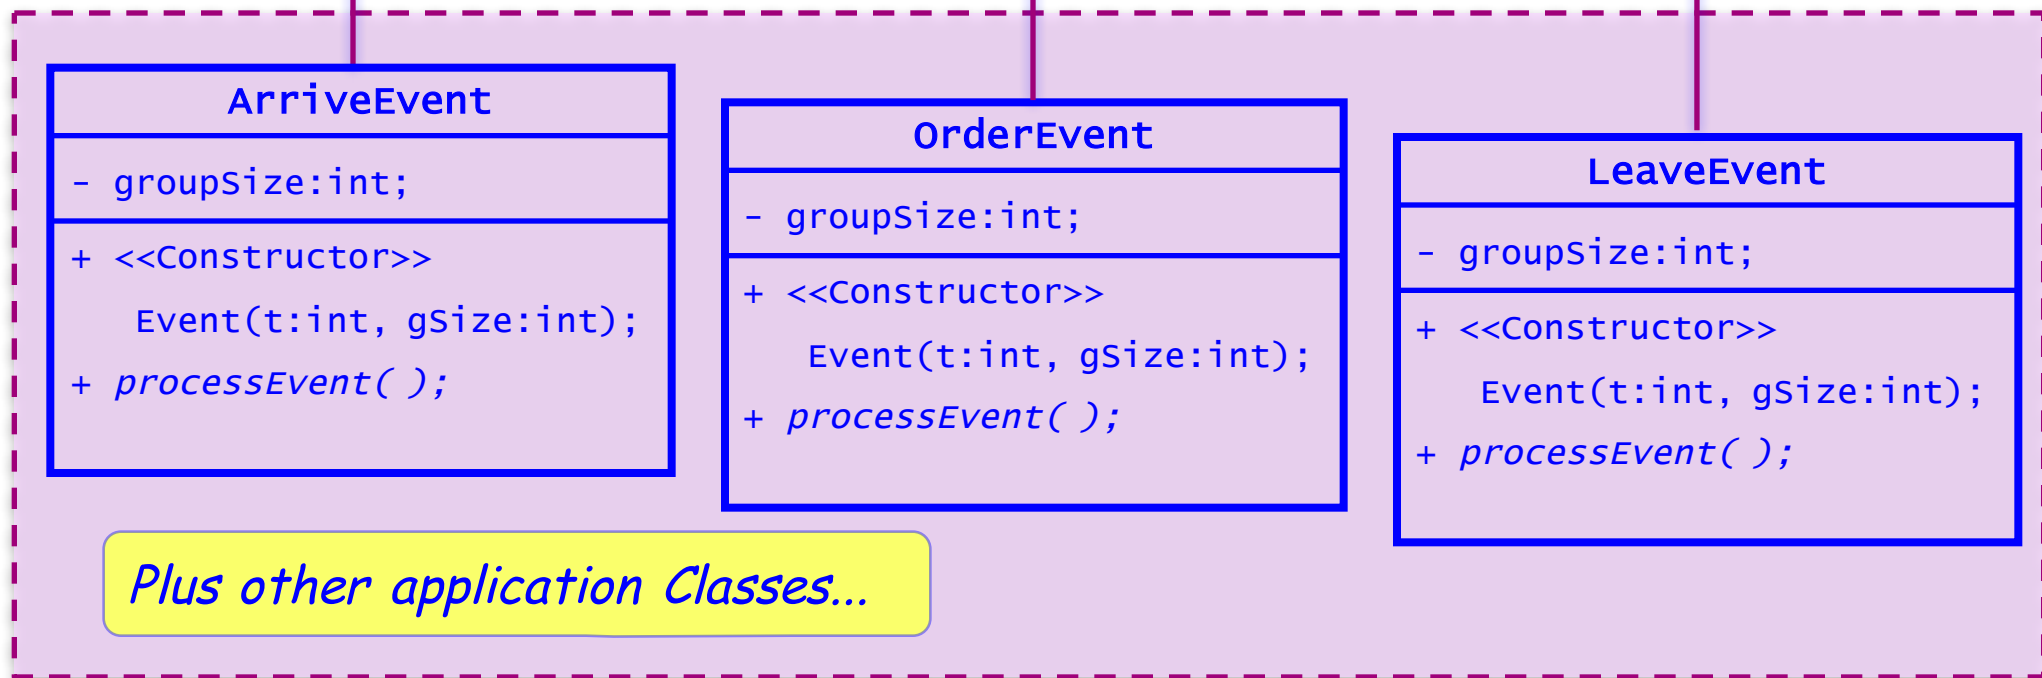 ArriveEvent
- groupSize:int;
+ <<Constructor>>
Event(t:int, gSize:int);
+ processEvent( );
OrderEvent
- groupSize:int;
+ <<Constructor>>
Event(t:int, gSize:int);
+ processEvent( );
LeaveEvent
- groupSize:int;
+ <<Constructor>>
Event(t:int, gSize:int);
+ processEvent( );
Plus other application Classes...